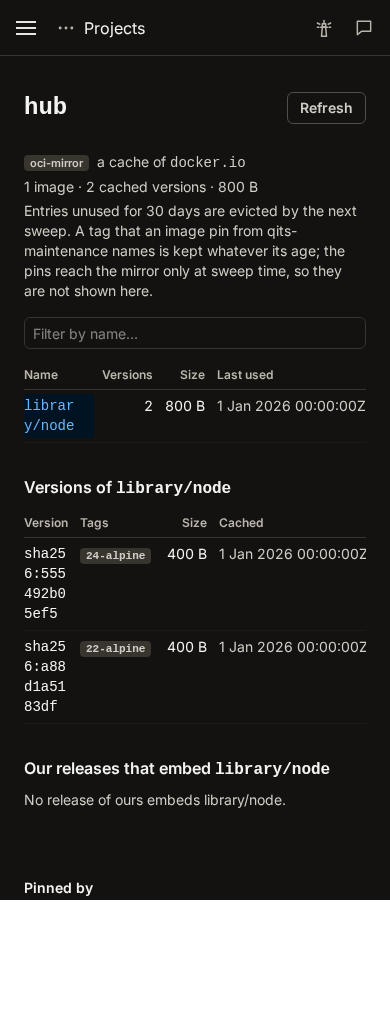 Projects
hub
Refresh
oci-mirror a cache of docker.io
1 image · 2 cached versions · 800 B
Entries unused for 30 days are evicted by the next
sweep. A tag that an image pin from qits-
maintenance names is kept whatever its age; the
pins reach the mirror only at sweep time, so they
are not shown here.
Filter by name...
Name Versions Size Last used
librar
y/node 2 800 B 1 Jan 2026 00:00:00Z
Versions of library/node
Version Tags Size Cached
sha25 24-alpine 400 B 1 Jan 2026 00:00:00Z
6:555
492b0
5ef5
sha25 22-alpine 400 B 1 Jan 2026 00:00:00Z
6:a88
d1a51
83df
Our releases that embed library/node
No release of ours embeds library/node.
Pinned by